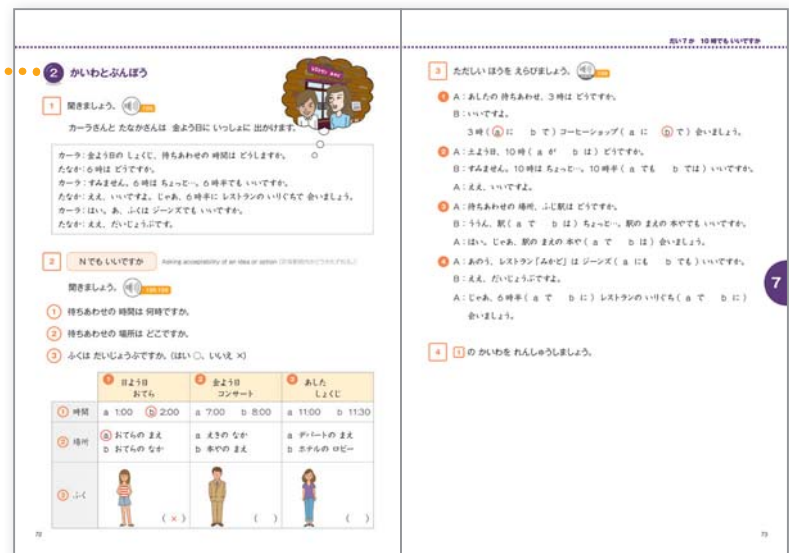 2 かいわとぶんぽう
1 聞きましょう。
カーラさんと たなかさんは 金よう日に いっしょに 出かけます。
カーラ：金よう日の しょくじ、待ちあわせの 時間は どうしますか。
たなか：6時は どうですか。
カーラ：すみません。6時は ちょっと…。6時半でも いいですか。
たなか：ええ、いいですよ。じゃあ、6時半に レストランの いりぐちで 会いましょう。
カーラ：はい。あ、ふくは ジーンズでも いいですか。
たなか：ええ、だいじょうぶです。
2 Nでも いいですか Asking acceptability of an idea or option
聞きましょう。
① 待ちあわせの 時間は 何時ですか。
② 待ちあわせの 場所は どこですか。
③ ふくは だいじょうぶですか。(はい ○、いいえ ×)
❶ 日よう日 おてら ❷ 金よう日 コンサート ❸ あした しょくじ
① 時間 a 1:00 b 2:00 a 7:00 b 8:00 a 11:00 b 11:30
② 場所 a おてらの まえ a えきの なか a デパートの まえ
b おてらの なか b 本やの まえ b ホテルの ロビー
③ ふく ( × ) ( ) ( )
72
だい7か 10時でもいいですか
3 ただしい ほうを えらびましょう。
❶ A：あしたの 待ちあわせ、3時は どうですか。
B：いいですよ。
3時( a に b で ) コーヒーショップ( a に b で ) 会いましょう。
❷ A：土よう日、10時( a が b は ) どうですか。
B：すみません。10時は ちょっと…。10時半( a でも b では ) いいですか。
A：ええ、いいですよ。
❸ A：待ちあわせの 場所、ふじ駅は どうですか。
B：ううん、駅( a で b は ) ちょっと…。駅の まえの 本やでも いいですか。
A：はい。じゃあ、駅の まえの 本や( a で b は ) 会いましょう。
❹ A：あのう、レストラン「みかど」は ジーンズ( a にも b でも ) いいですか。
B：ええ、だいじょうぶですよ。
A：じゃあ、6時半( a で b に ) レストランの いりぐち( a で b に )
会いましょう。
7
4 1 の かいわを れんしゅうしましょう。
73